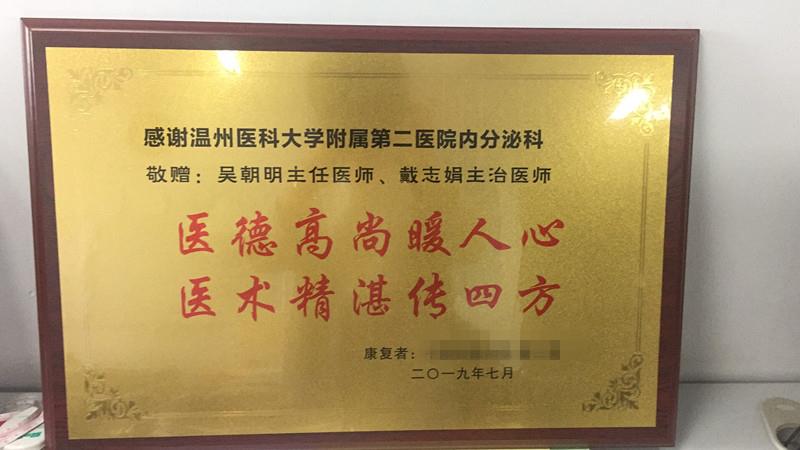 感谢温州医科大学附属第二医院内分泌科
敬赠：吴朝明主任医师、戴志娟主治医师
医德高尚暖人心
医术精湛传四方
康复者：
二〇一九年七月